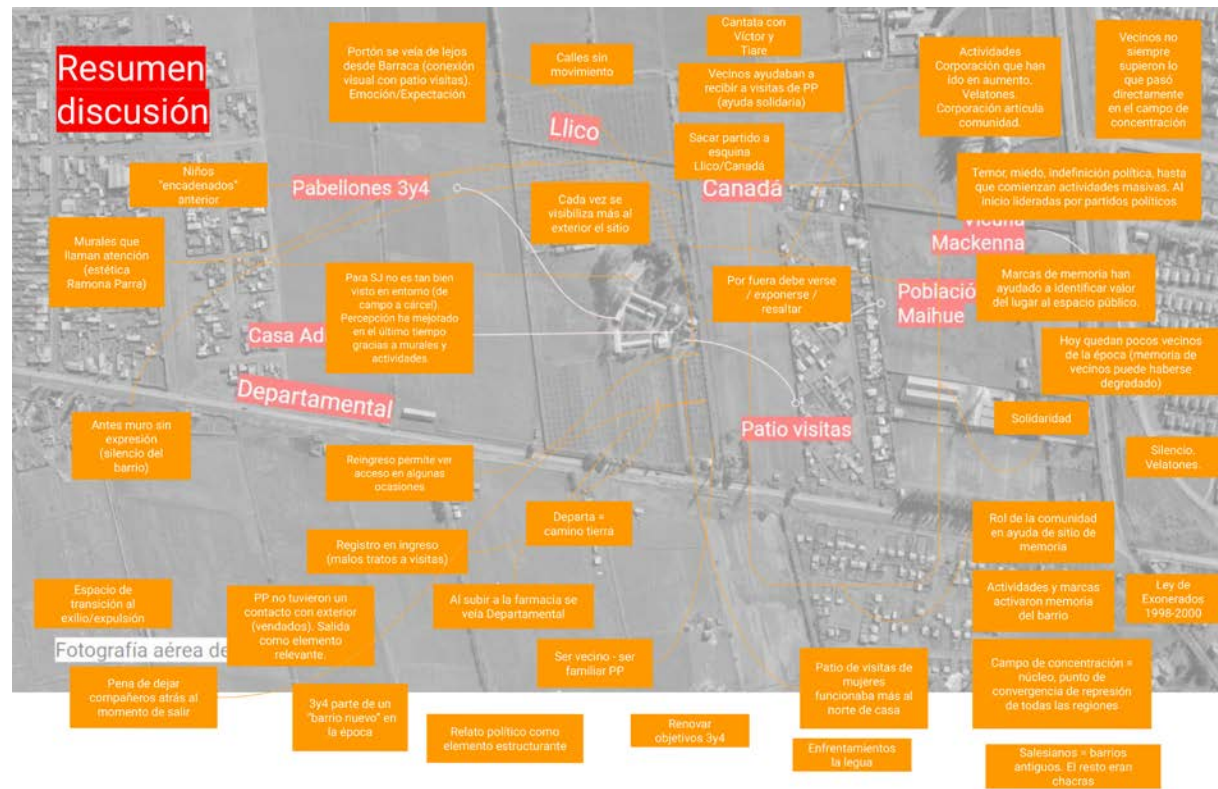 Resumen
discusión
Portón se veía de lejos
desde Barraca (conexión
visual con patio visitas).
Emoción/Expectación
Calles sin
movimiento
Cantata con
Víctor y
Tiare
Vecinos ayudaban a
recibir a visitas de PP
(ayuda solidaria)
Actividades
Corporación que han
ido en aumento.
Velatones.
Corporación articula
comunidad.
Vecinos no
siempre
supieron lo
que pasó
directamente
en el campo de
concentración
Llico
Sacar partido a
esquina
Llico/Canadá
Niños
"encadenados"
anterior
Pabellones 3y4
Canadá
Temor, miedo, indefinición política, hasta
que comienzan actividades masivas. Al
inicio lideradas por partidos políticos
Cada vez se
visibiliza más al
exterior el sitio
Vicuña
Mackenna
Murales que
llaman atención
(estética
Ramona Parra)
Para SJ no es tan bien
visto en entorno (de
campo a cárcel).
Percepción ha mejorado
en el último tiempo
gracias a murales y
actividades.
Por fuera debe verse
/ exponerse /
resaltar
Marcas de memoria han
ayudado a identificar valor
del lugar al espacio público.
Població
Maihue
Casa Ad
Hoy quedan pocos vecinos
de la época (memoria de
vecinos puede haberse
degradado)
Departamental
Patio visitas
Solidaridad
Antes muro sin
expresión
(silencio del
barrio)
Silencio.
Velatones.
Reingreso permite ver
acceso en algunas
ocasiones
Departa =
camino tierra
Rol de la comunidad
en ayuda de sitio de
memoria
Registro en ingreso
(malos tratos a visitas)
Espacio de
transición al
exilio/expulsión
PP no tuvieron un
contacto con exterior
(vendados). Salida
como elemento
relevante.
Al subir a la farmacia se
veía Departamental
Actividades y marcas
activaron memoria
del barrio
Ley de
Exonerados
1998-2000
Fotografía aérea de
Ser vecino - ser
familiar PP
Patio de visitas de
mujeres
funcionaba más al
norte de casa
Campo de concentración =
núcleo, punto de
convergencia de represión
de todas las regiones
Pena de dejar
compañeros atrás al
momento de salir
3y4 parte de un
"barrio nuevo" en
la época
Relato político como
elemento estructurante
Renovar
objetivos 3y4
Enfrentamientos
la legua
Salesianos = barrios
antiguos. El resto eran
chacras